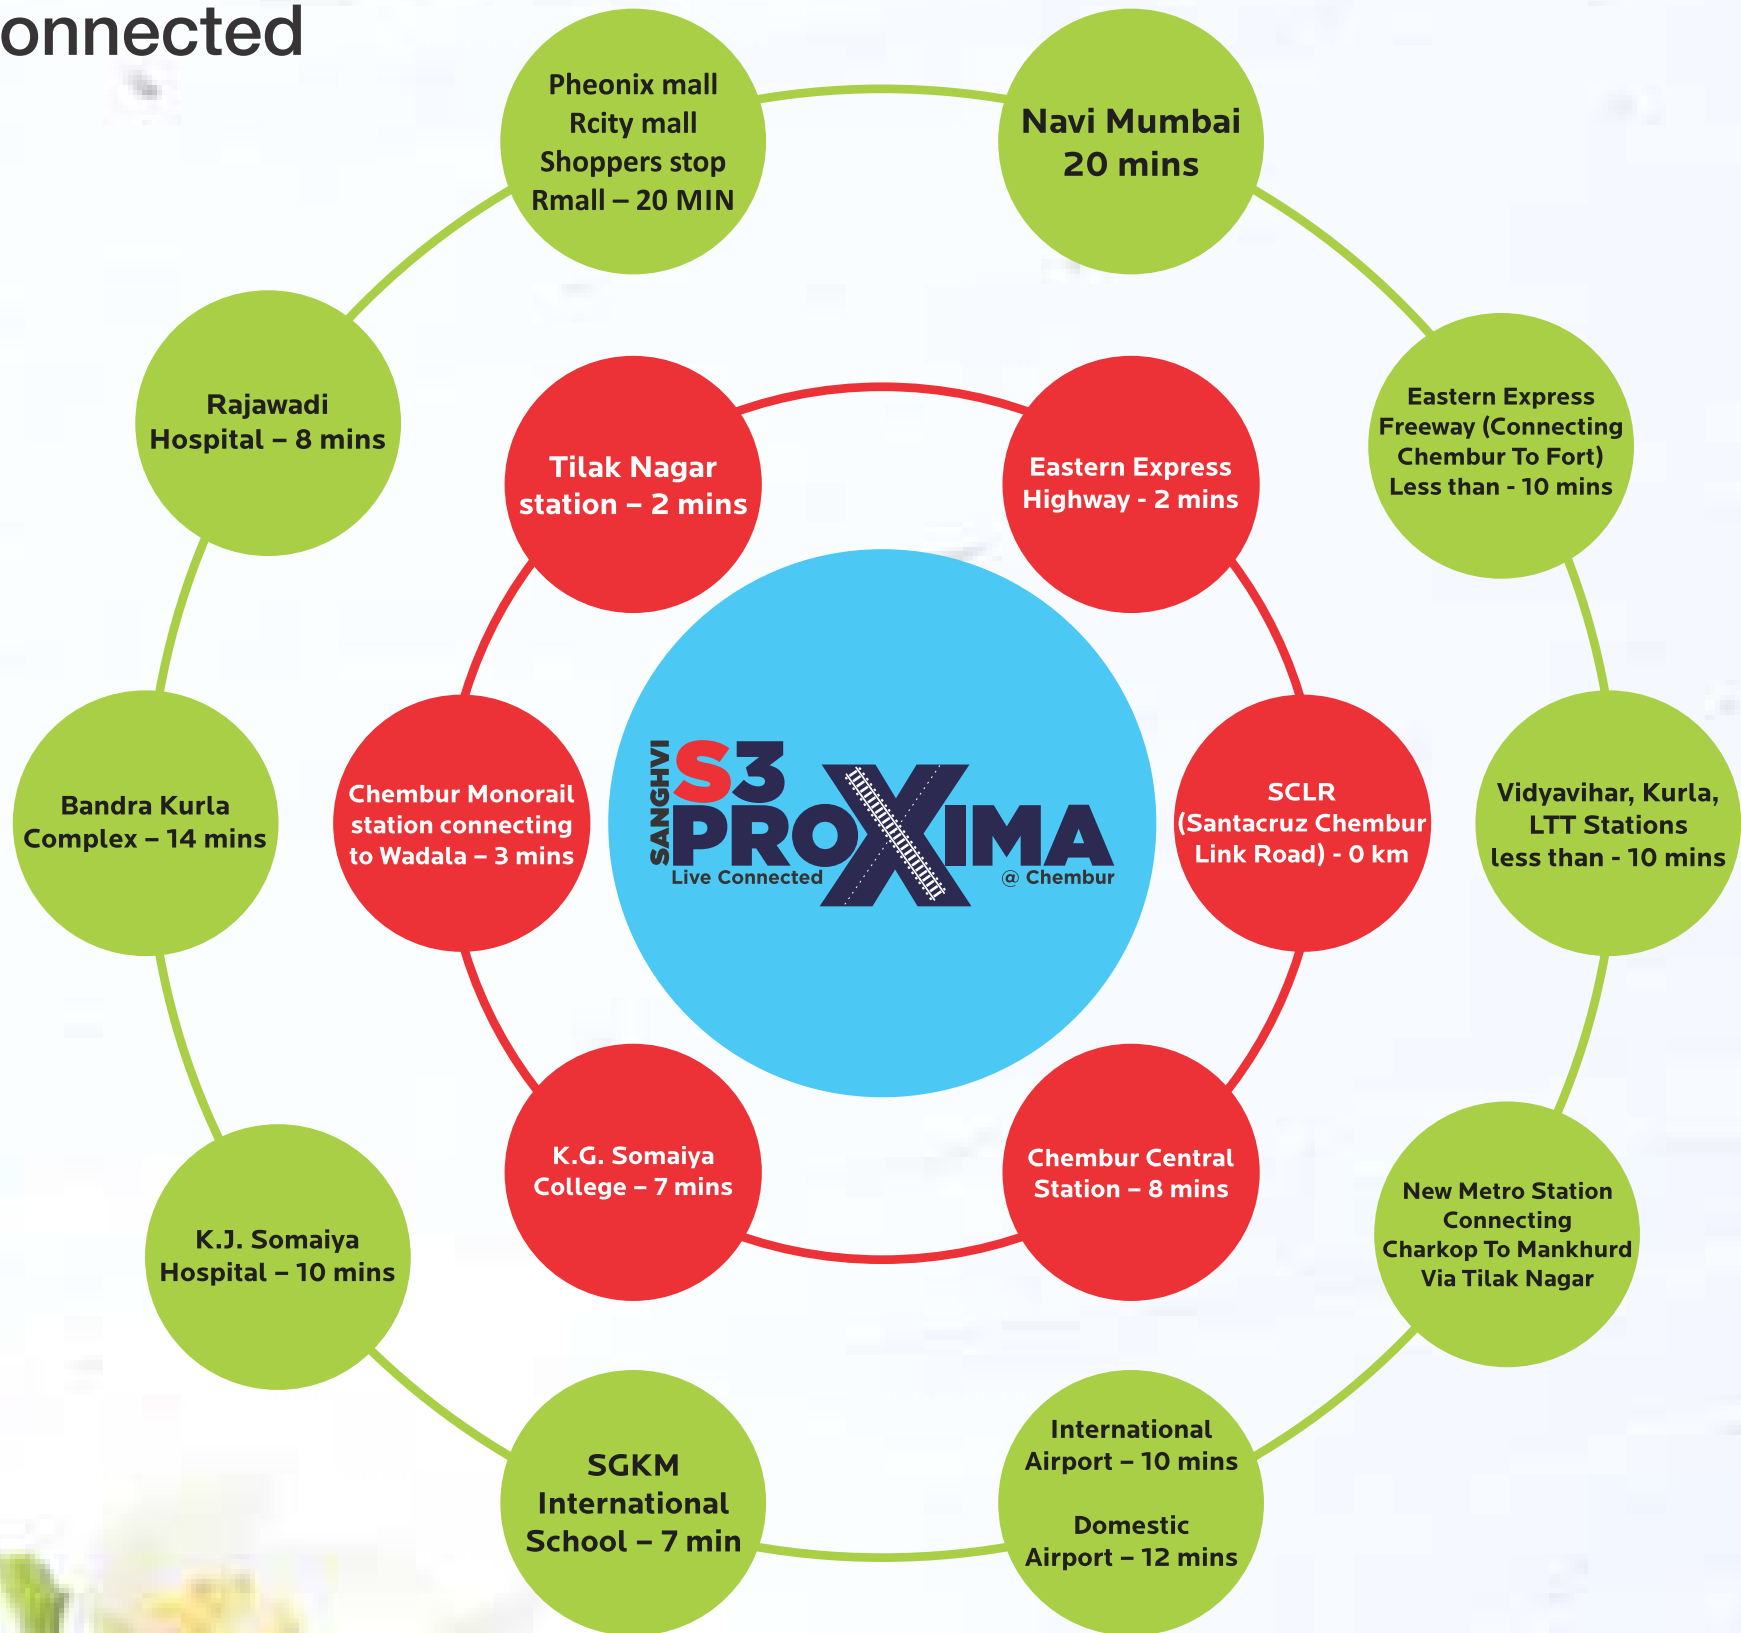 onnected
Pheonix mall
Rcity mall
Shoppers stop
Rmall – 20 MIN
Navi Mumbai
20 mins
Rajawadi
Hospital – 8 mins
Eastern Express
Freeway (Connecting
Chembur To Fort)
Less than - 10 mins
Tilak Nagar
station – 2 mins
Eastern Express
Highway - 2 mins
Bandra Kurla
Complex – 14 mins
Chembur Monorail
station connecting
to Wadala – 3 mins
SANGHVI
S3
PROXIMA
Live Connected
@ Chembur
SCLR
(Santacruz Chembur
Link Road) - 0 km
Vidyavihar, Kurla,
LTT Stations
less than - 10 mins
K.G. Somaiya
College – 7 mins
Chembur Central
Station – 8 mins
K.J. Somaiya
Hospital – 10 mins
New Metro Station
Connecting
Charkop To Mankhurd
Via Tilak Nagar
SGKM
International
School – 7 min
International
Airport – 10 mins
Domestic
Airport – 12 mins